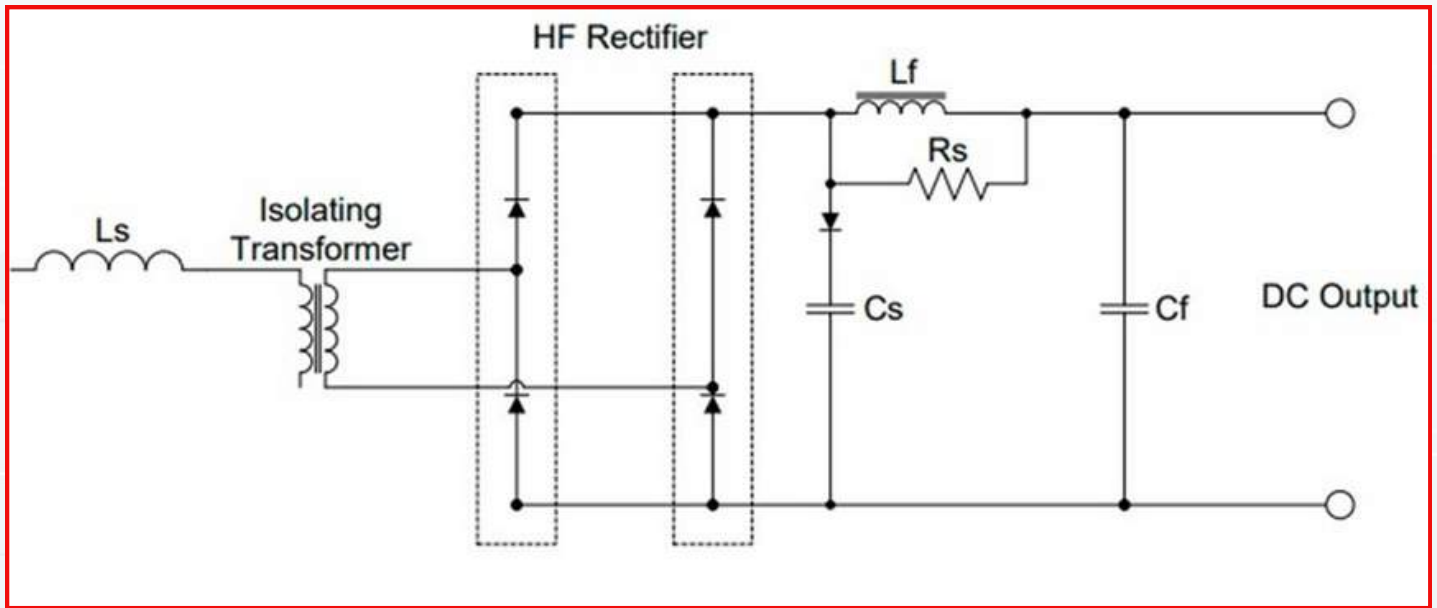 HF Rectifier
Lf
Rs
Isolating
Transformer
Ls
Cs
Cf
DC Output